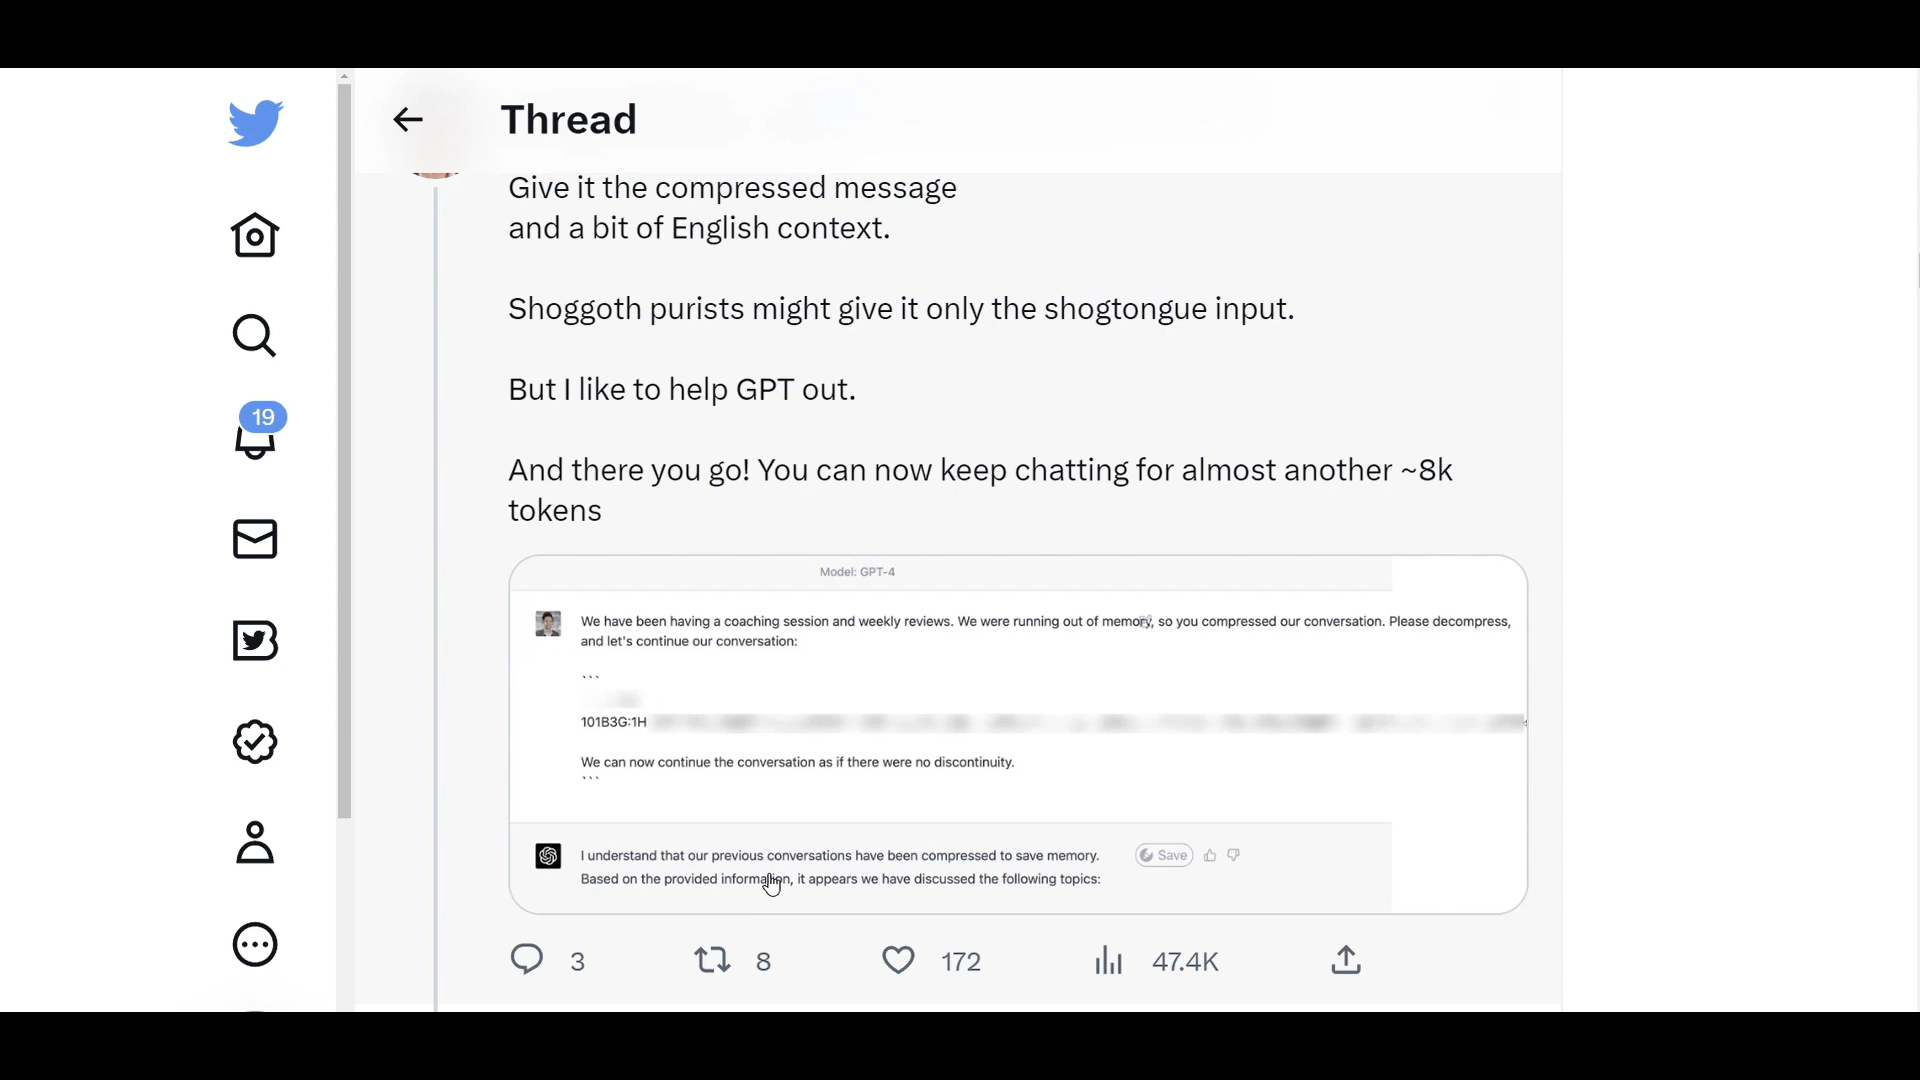 Thread
Give it the compressed message
and a bit of English context.
Shoggoth purists might give it only the shogtongue input.
But I like to help GPT out.
19
And there you go! You can now keep chatting for almost another ~8k
tokens
Model: GPT-4
We have been having a coaching session and weekly reviews. We were running out of memory, so you compressed our conversation. Please decompress,
and let's continue our conversation:
```
101B3G:1H
We can now continue the conversation as if there were no discontinuity.
```
I understand that our previous conversations have been compressed to save memory.
Save
Based on the provided information, it appears we have discussed the following topics:
3 8 172 47.4K